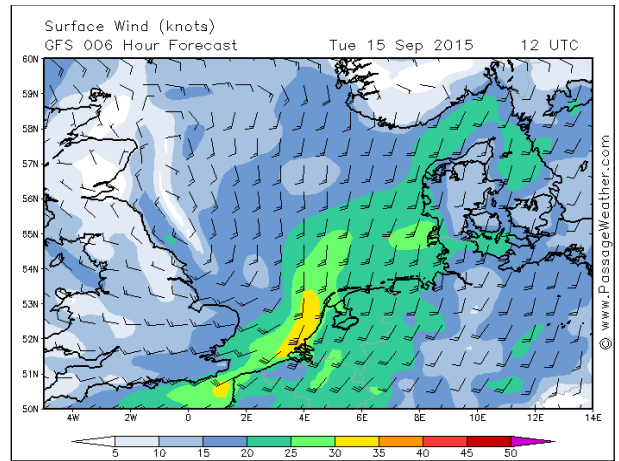 Surface Wind (knots)
GFS 006 Hour Forecast Tue 15 Sep 2015 12 UTC
60N
59N
58N
57N
56N
55N
54N
53N
52N
51N
50N
4W 2W 0 2E 4E 6E 8E 10E 12E 14E
5 10 15 20 25 30 35 40 45 50
© www.PassageWeather.com